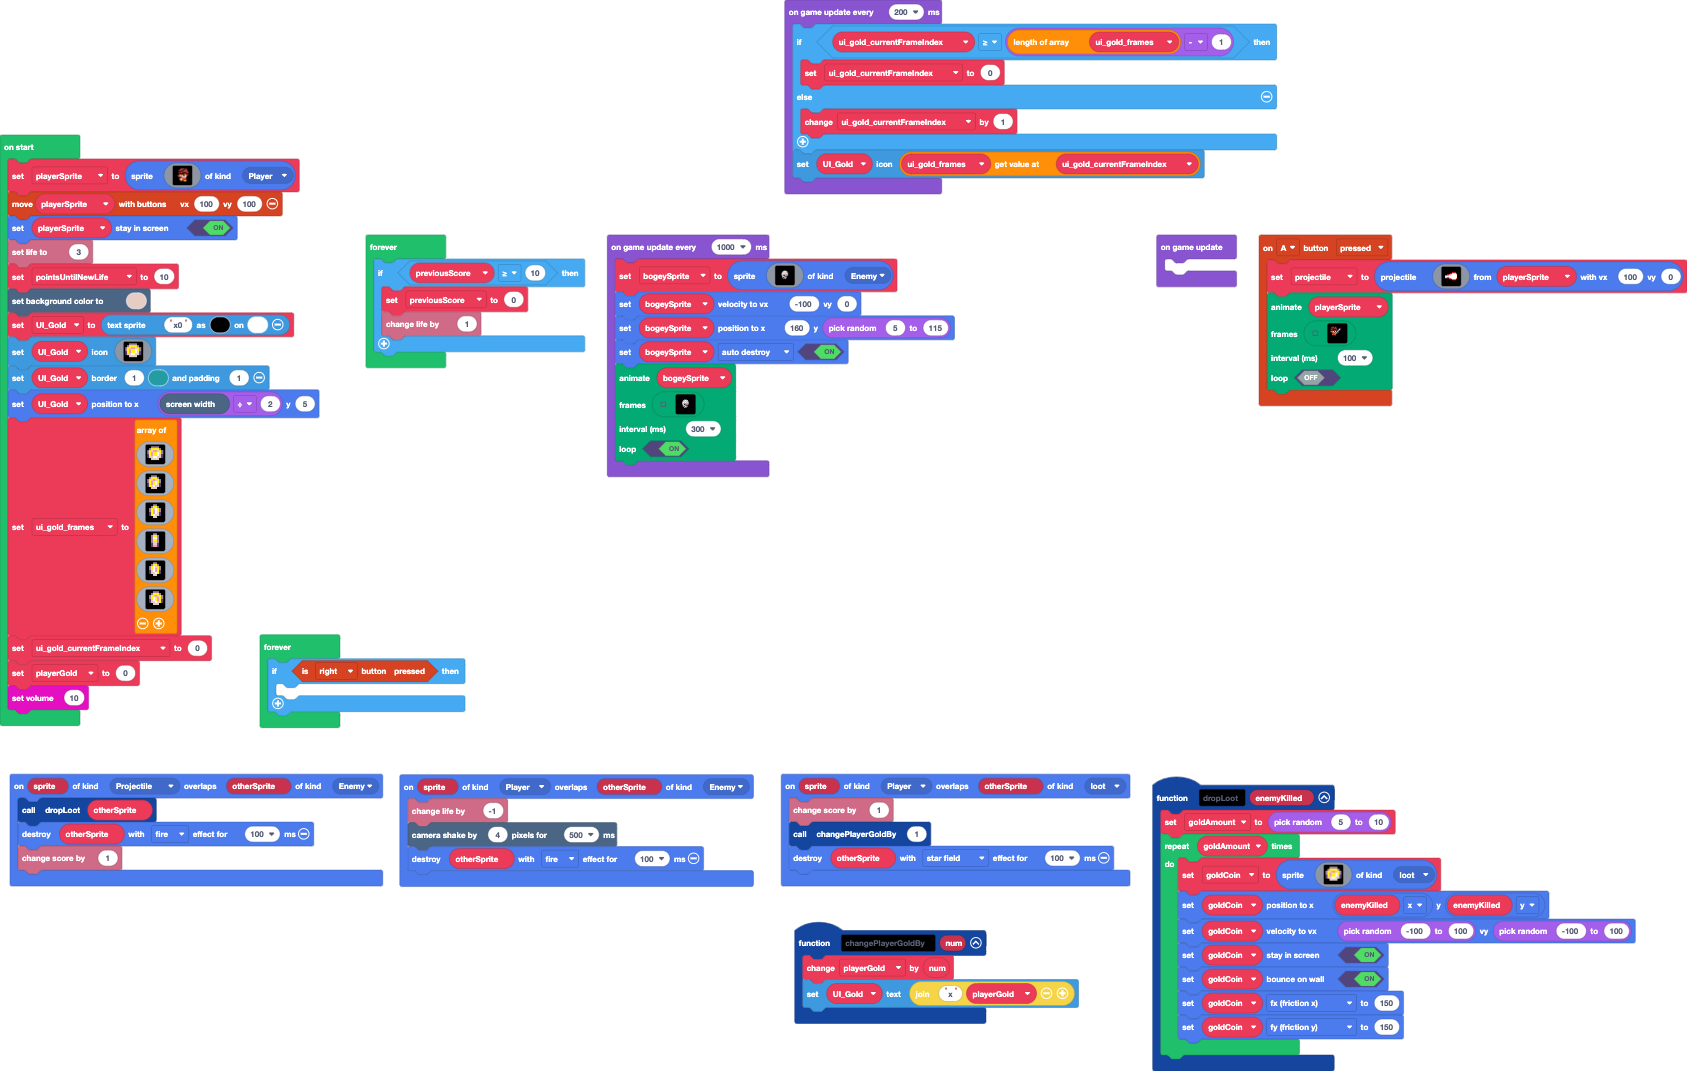 on game update every 200 ms
if ui_gold_currentFrameIndex ≥ length of array ui_gold_frames - 1 then
set ui_gold_currentFrameIndex to 0
else
change ui_gold_currentFrameIndex by 1
set UI_Gold icon ui_gold_frames get value at ui_gold_currentFrameIndex
on start
set playerSprite to sprite of kind Player
move playerSprite with buttons vx 100 vy 100
set playerSprite stay in screen ON
set life to 3
set pointsUntilNewLife to 10
set background color to
set UI_Gold to text sprite "x0" as on
set UI_Gold icon
set UI_Gold border 1 and padding 1
set UI_Gold position to x screen width ÷ 2 y 5
array of
set ui_gold_frames to
set ui_gold_currentFrameIndex to 0
set playerGold to 0
set volume 10
forever
if previousScore ≥ 10 then
set previousScore to 0
change life by 1
forever
if is right button pressed then
on game update every 1000 ms
set bogeySprite to sprite of kind Enemy
set bogeySprite velocity to vx -100 vy 0
set bogeySprite position to x 160 y pick random 5 to 115
set bogeySprite auto destroy ON
animate bogeySprite
frames
interval (ms) 300
loop ON
on game update
on A button pressed
set projectile to projectile from playerSprite with vx 100 vy 0
animate playerSprite
frames
interval (ms) 100
loop OFF
on sprite of kind Projectile overlaps otherSprite of kind Enemy
call dropLoot otherSprite
destroy otherSprite with fire effect for 100 ms
change score by 1
on sprite of kind Player overlaps otherSprite of kind Enemy
change life by -1
camera shake by 4 pixels for 500 ms
destroy otherSprite with fire effect for 100 ms
on sprite of kind Player overlaps otherSprite of kind loot
change score by 1
call changePlayerGoldBy 1
destroy otherSprite with star field effect for 100 ms
function changePlayerGoldBy num
change playerGold by num
set UI_Gold text join "x" playerGold
function dropLoot enemyKilled
set goldAmount to pick random 5 to 10
repeat goldAmount times
do
set goldCoin to sprite of kind loot
set goldCoin position to x enemyKilled x y enemyKilled y
set goldCoin velocity to vx pick random -100 to 100 vy pick random -100 to 100
set goldCoin stay in screen ON
set goldCoin bounce on wall ON
set goldCoin fx (friction x) to 150
set goldCoin fy (friction y) to 150